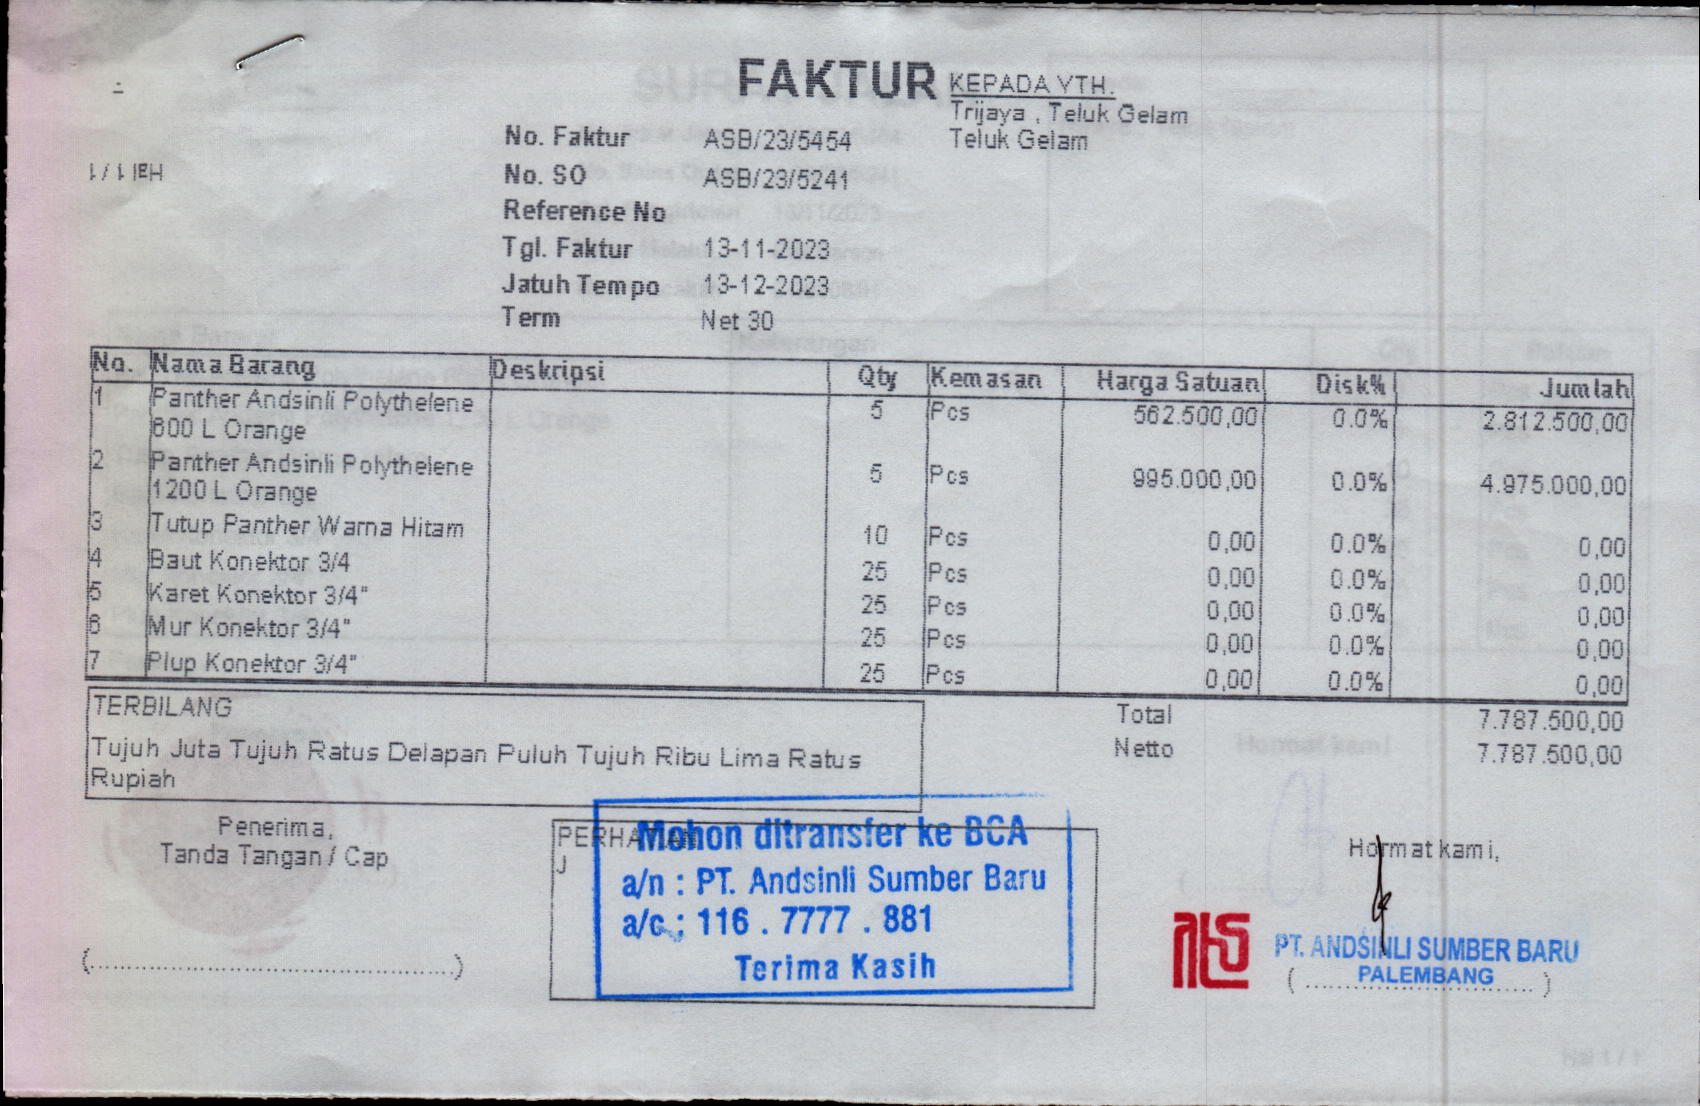 FAKTUR
KEPADA YTH.
Trijaya , Teluk Gelam
Teluk Gelam
Hal 1 / 1
No. Faktur ASB/23/5454
No. SO ASB/23/5241
Reference No
Tgl. Faktur 13-11-2023
Jatuh Tempo 13-12-2023
Term Net 30
No. Nama Barang Deskripsi Qty Kemasan Harga Satuan Disk% Jumlah
1 Panther Andsinli Polythelene 5 Pcs 562.500,00 0.0% 2.812.500,00
600 L Orange
2 Panther Andsinli Polythelene 5 Pcs 995.000,00 0.0% 4.975.000,00
1200 L Orange
3 Tutup Panther Warna Hitam 10 Pcs 0,00 0.0% 0,00
4 Baut Konektor 3/4 25 Pcs 0,00 0.0% 0,00
5 Karet Konektor 3/4" 25 Pcs 0,00 0.0% 0,00
6 Mur Konektor 3/4" 25 Pcs 0,00 0.0% 0,00
7 Plup Konektor 3/4" 25 Pcs 0,00 0.0% 0,00
TERBILANG
Tujuh Juta Tujuh Ratus Delapan Puluh Tujuh Ribu Lima Ratus
Rupiah
Total 7.787.500,00
Netto 7.787.500,00
Penerima,
Tanda Tangan / Cap
(..............................)
PERHATIAN
J
Mohon ditransfer ke BCA
a/n : PT. Andsinli Sumber Baru
a/c : 116 . 7777 . 881
Terima Kasih
Hormat kami,
PT. ANDSINLI SUMBER BARU
PALEMBANG
(..............................)